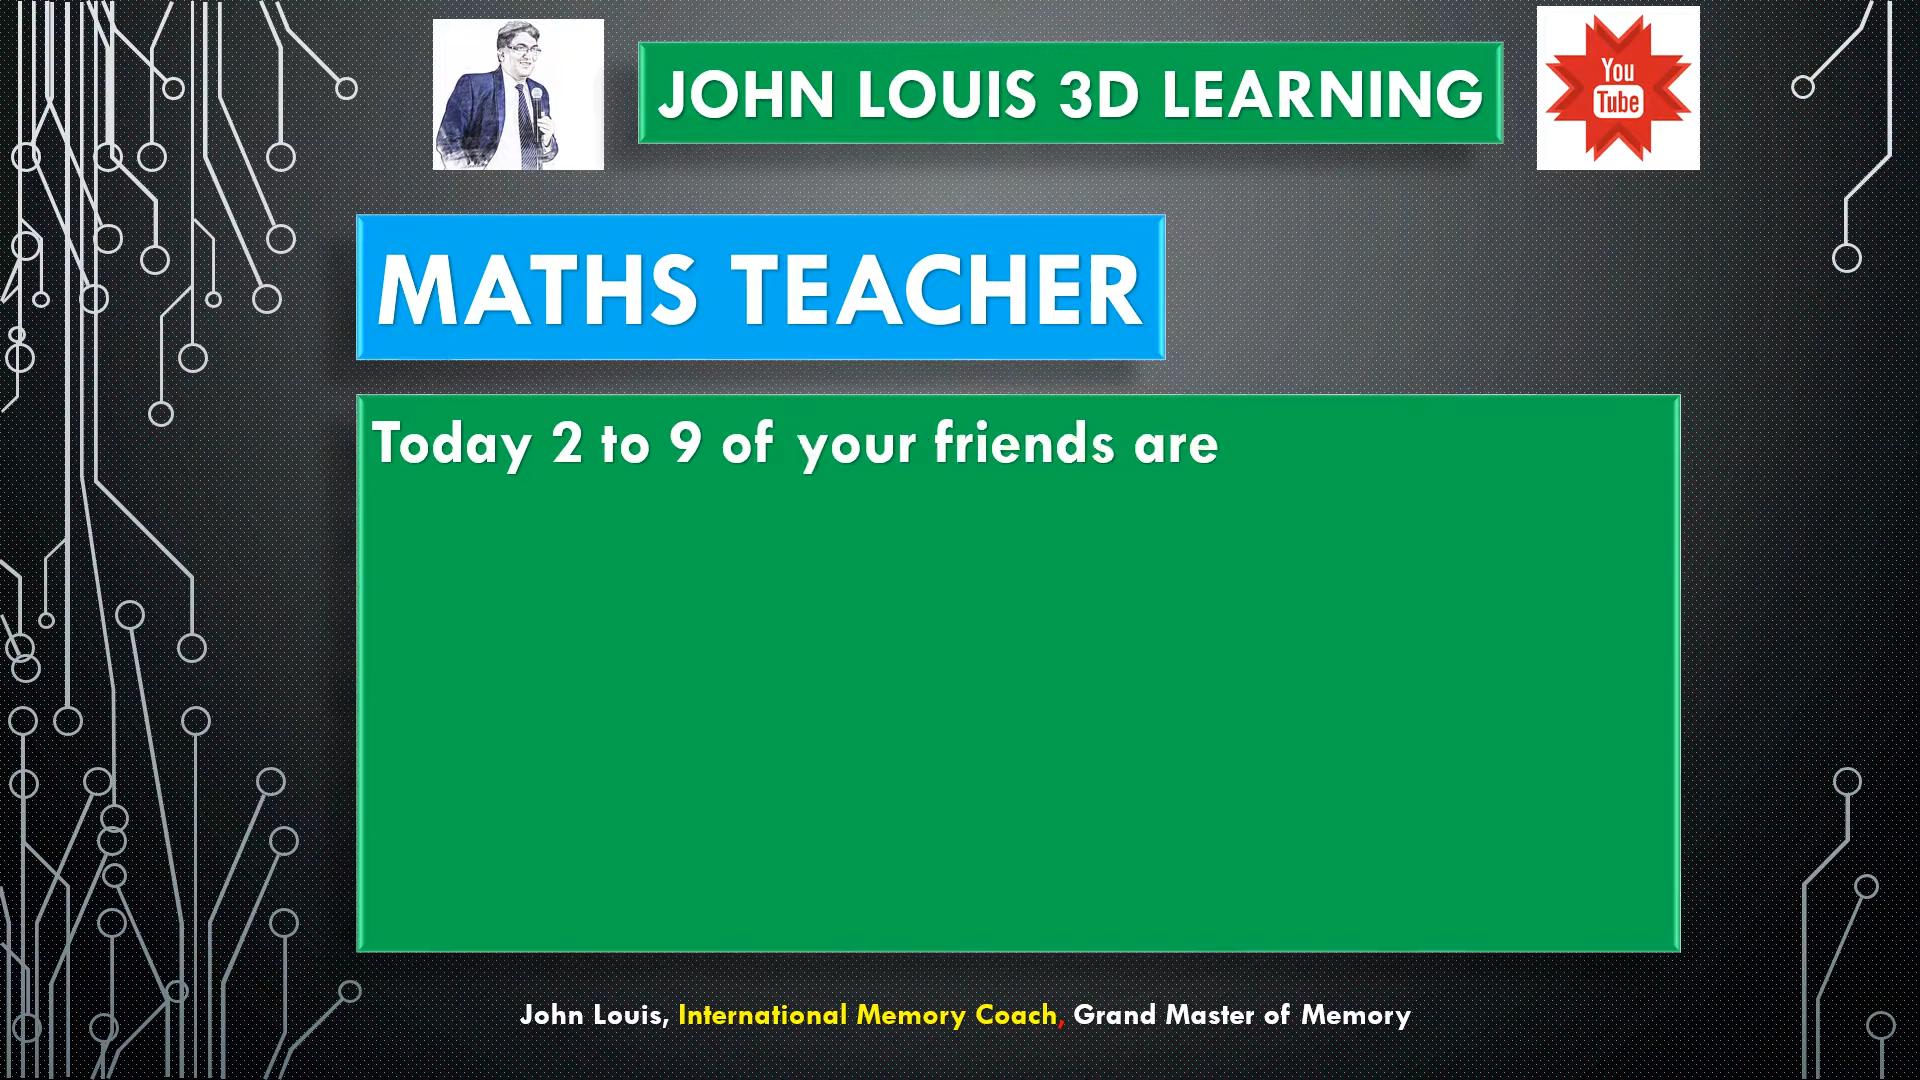 JOHN LOUIS 3D LEARNING
You
Tube
MATHS TEACHER
Today 2 to 9 of your friends are
John Louis, International Memory Coach, Grand Master of Memory